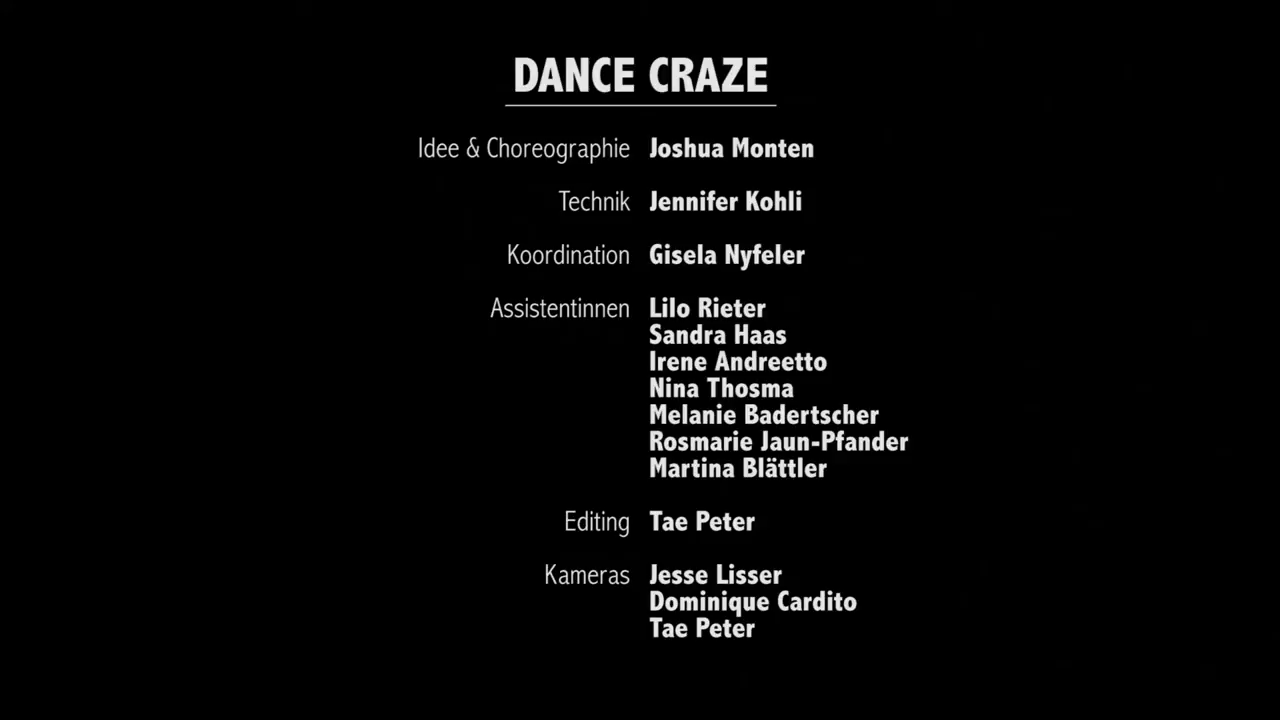 DANCE CRAZE
Idee & Choreographie Joshua Monten
Technik Jennifer Kohli
Koordination Gisela Nyfeler
Assistentinnen Lilo Rieter
Sandra Haas
Irene Andreetto
Nina Thosma
Melanie Badertscher
Rosmarie Jaun-Pfander
Martina Blättler
Editing Tae Peter
Kameras Jesse Lisser
Dominique Cardito
Tae Peter